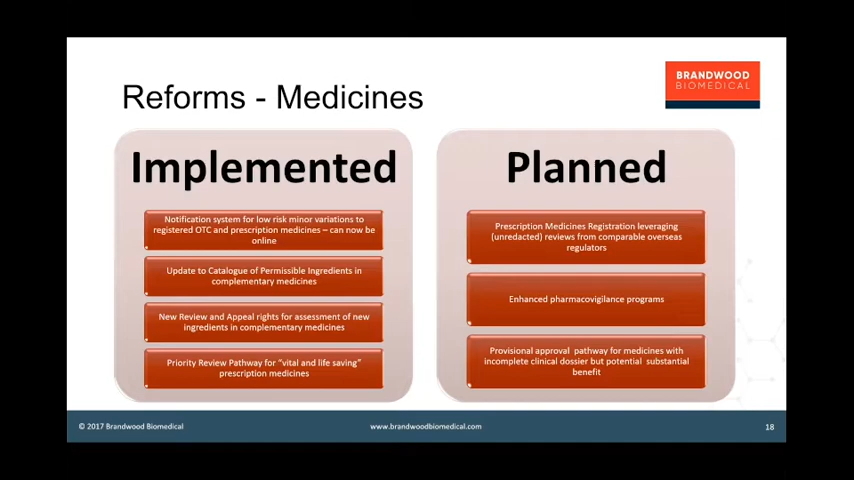 BRANDWOOD
BIOMEDICAL
Reforms - Medicines
Implemented
Notification system for low risk minor variations to
registered OTC and prescription medicines – can now be
online
Update to Catalogue of Permissible Ingredients in
complementary medicines
New Review and Appeal rights for assessment of new
ingredients in complementary medicines
Priority Review Pathway for “vital and life saving”
prescription medicines
Planned
Prescription Medicines Registration leveraging
(unredacted) reviews from comparable overseas
regulators
Enhanced pharmacovigilance programs
Provisional approval pathway for medicines with
incomplete clinical dossier but potential substantial
benefit
© 2017 Brandwood Biomedical
www.brandwoodbiomedical.com
18